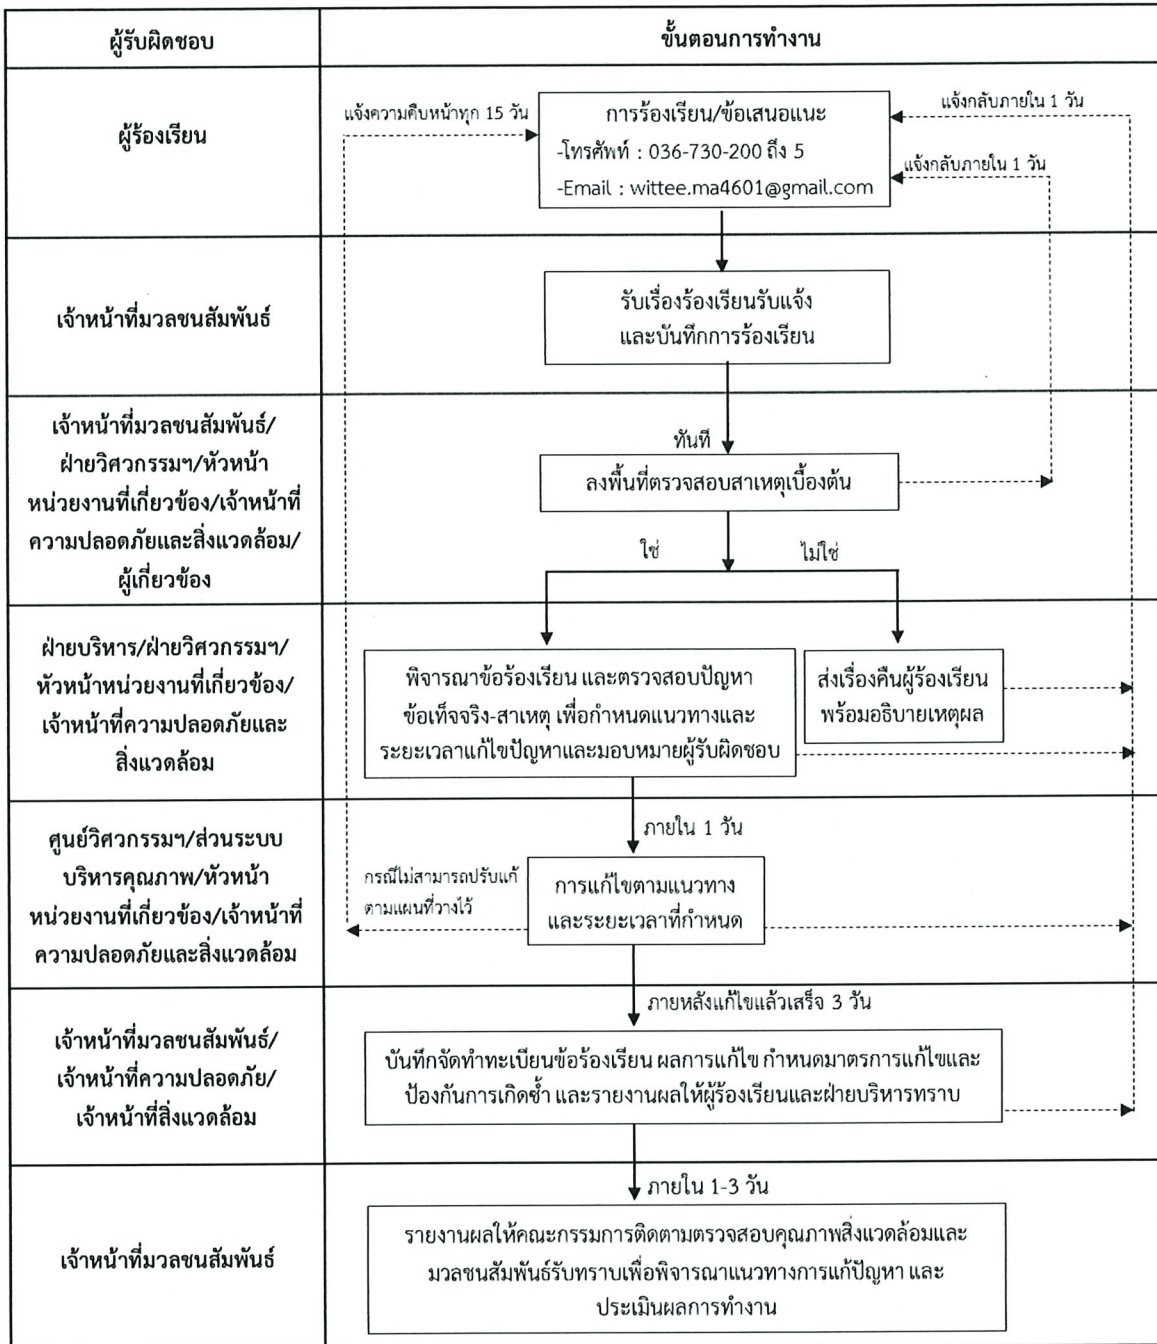 ผู้รับผิดชอบ
ขั้นตอนการทำงาน
ผู้ร้องเรียน
แจ้งความคืบหน้าทุก 15 วัน
การร้องเรียน/ข้อเสนอแนะ
-โทรศัพท์ : 036-730-200 ถึง 5
-Email : wittee.ma4601@gmail.com
แจ้งกลับภายใน 1 วัน
แจ้งกลับภายใน 1 วัน
เจ้าหน้าที่มวลชนสัมพันธ์
รับเรื่องร้องเรียนรับแจ้ง
และบันทึกการร้องเรียน
เจ้าหน้าที่มวลชนสัมพันธ์/
ฝ่ายวิศวกรรมฯ/หัวหน้า
หน่วยงานที่เกี่ยวข้อง/เจ้าหน้าที่
ความปลอดภัยและสิ่งแวดล้อม/
ผู้เกี่ยวข้อง
ทันที
ลงพื้นที่ตรวจสอบสาเหตุเบื้องต้น
ใช่
ไม่ใช่
ฝ่ายบริหาร/ฝ่ายวิศวกรรมฯ/
หัวหน้าหน่วยงานที่เกี่ยวข้อง/
เจ้าหน้าที่ความปลอดภัยและ
สิ่งแวดล้อม
พิจารณาข้อร้องเรียน และตรวจสอบปัญหา
ข้อเท็จจริง-สาเหตุ เพื่อกำหนดแนวทางและ
ระยะเวลาแก้ไขปัญหาและมอบหมายผู้รับผิดชอบ
ส่งเรื่องคืนผู้ร้องเรียน
พร้อมอธิบายเหตุผล
ศูนย์วิศวกรรมฯ/ส่วนระบบ
บริหารคุณภาพ/หัวหน้า
หน่วยงานที่เกี่ยวข้อง/เจ้าหน้าที่
ความปลอดภัยและสิ่งแวดล้อม
ภายใน 1 วัน
กรณีไม่สามารถปรับแก้
ตามแผนที่วางไว้
การแก้ไขตามแนวทาง
และระยะเวลาที่กำหนด
เจ้าหน้าที่มวลชนสัมพันธ์/
เจ้าหน้าที่ความปลอดภัย/
เจ้าหน้าที่สิ่งแวดล้อม
ภายหลังแก้ไขแล้วเสร็จ 3 วัน
บันทึกจัดทำทะเบียนข้อร้องเรียน ผลการแก้ไข กำหนดมาตรการแก้ไขและ
ป้องกันการเกิดซ้ำ และรายงานผลให้ผู้ร้องเรียนและฝ่ายบริหารทราบ
เจ้าหน้าที่มวลชนสัมพันธ์
ภายใน 1-3 วัน
รายงานผลให้คณะกรรมการติดตามตรวจสอบคุณภาพสิ่งแวดล้อมและ
มวลชนสัมพันธ์รับทราบเพื่อพิจารณาแนวทางการแก้ปัญหา และ
ประเมินผลการทำงาน